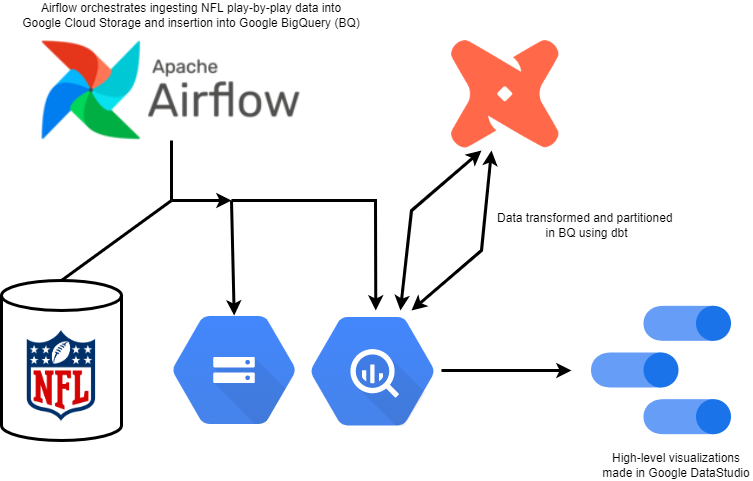 Airflow orchestrates ingesting NFL play-by-play data into
Google Cloud Storage and insertion into Google BigQuery (BQ)
Apache
Airflow
Data transformed and partitioned
in BQ using dbt
NFL
High-level visualizations
made in Google DataStudio